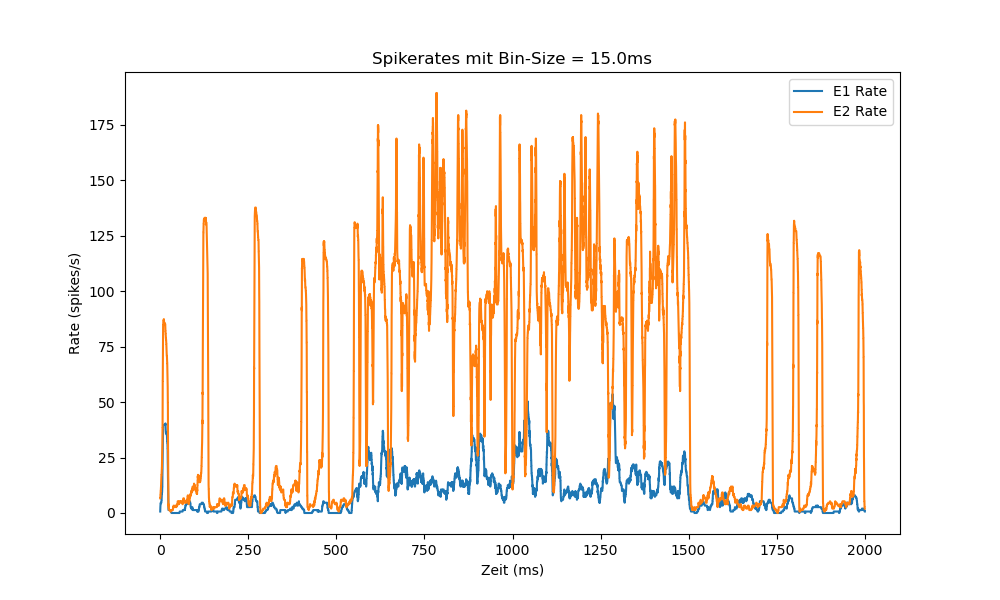 Spikerates mit Bin-Size = 15.0ms
E1 Rate
E2 Rate
175
150
125
100
75
50
25
0
Rate (spikes/s)
0 250 500 750 1000 1250 1500 1750 2000
Zeit (ms)